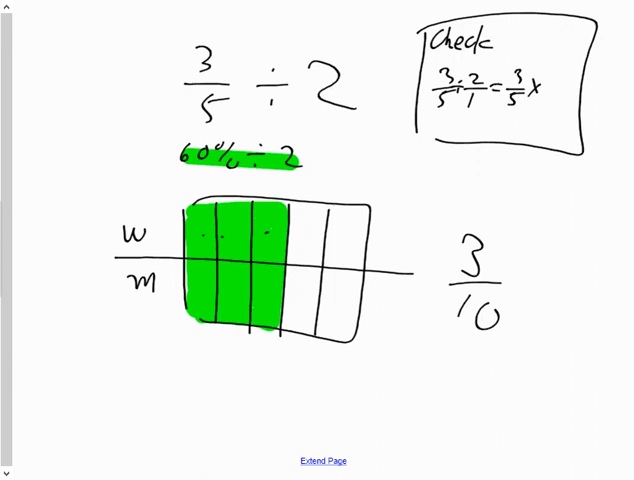 3/5 ÷ 2
60% ÷ 2
Check
3/5 ÷ 2/1 = 3/5 x
w
m
3/10
Extend Page